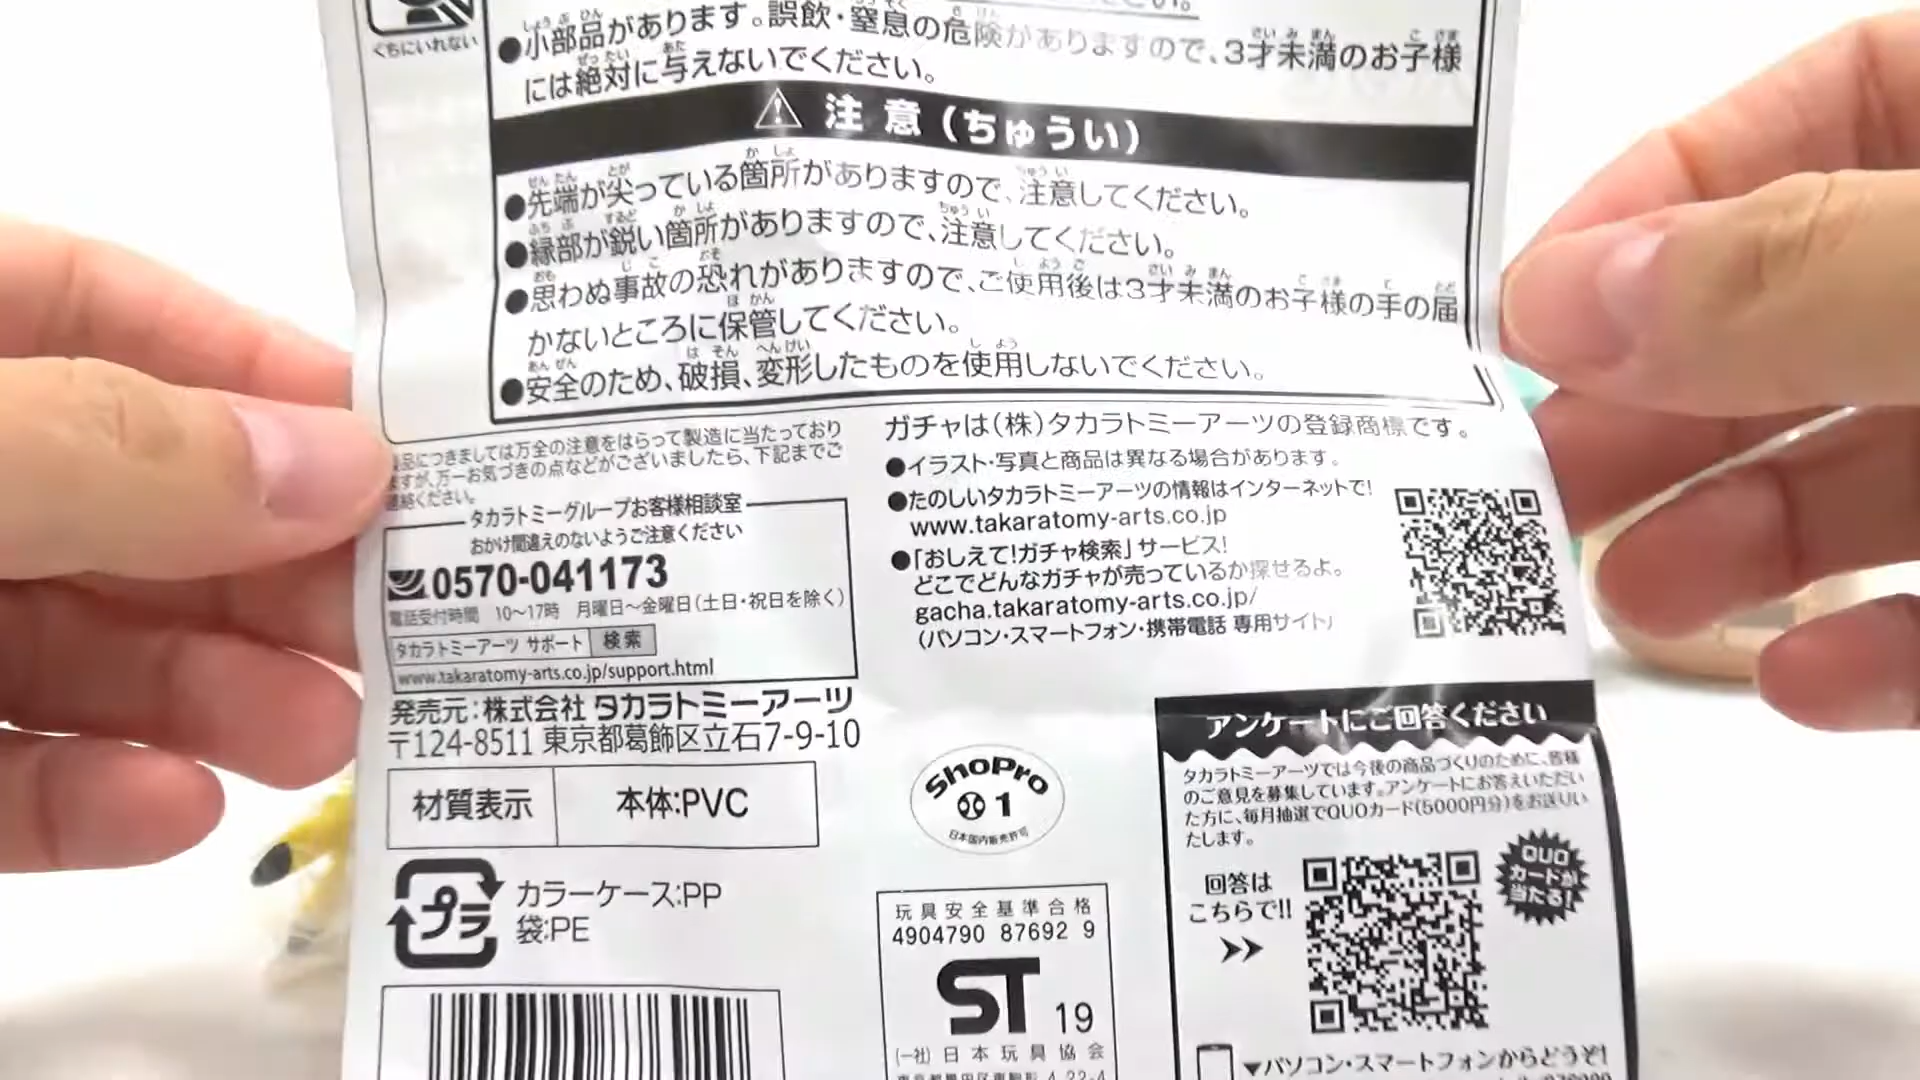 くちにいれない
●小部品があります。誤飲・窒息の危険がありますので、3才未満のお子様
には絶対に与えないでください。
⚠ 注意(ちゅうい)
●先端が尖っている箇所がありますので、注意してください。
●縁部が鋭い箇所がありますので、注意してください。
●思わぬ事故の恐れがありますので、ご使用後は3才未満のお子様の手の届
かないところに保管してください。
●安全のため、破損、変形したものを使用しないでください。
品につきましては万全の注意をはらって製造に当たっており
ますが、万一お気づきの点などがございましたら、下記までご
連絡ください。
タカラトミーグループお客様相談室
おかけ間違えのないようご注意ください
0570-041173
電話受付時間 10〜17時 月曜日〜金曜日(土日・祝日を除く)
タカラトミーアーツ サポート 検索
www.takaratomy-arts.co.jp/support.html
発売元:株式会社 タカラトミーアーツ
〒124-8511 東京都葛飾区立石7-9-10
材質表示 本体:PVC
プラ
カラーケース:PP
袋:PE
ガチャは(株)タカラトミーアーツの登録商標です。
●イラスト・写真と商品は異なる場合があります。
●たのしいタカラトミーアーツの情報はインターネットで!
www.takaratomy-arts.co.jp
●「おしえて!ガチャ検索」サービス!
どこでどんなガチャが売っているか探せるよ。
gacha.takaratomy-arts.co.jp/
(パソコン・スマートフォン・携帯電話 専用サイト)
ShoPro
1
日本国内販売許可
玩具安全基準合格
4904790 87692 9
ST 19
(一社)日本玩具協会
アンケートにご回答ください
タカラトミーアーツでは今後の商品づくりのために、皆様
のご意見を募集しています。アンケートにお答えいただい
た方に、毎月抽選でQUOカード(5000円分)をお送りい
たします。
回答は
こちらで!!
QUO
カードが
当たる!!
▼パソコン・スマートフォンからどうぞ!